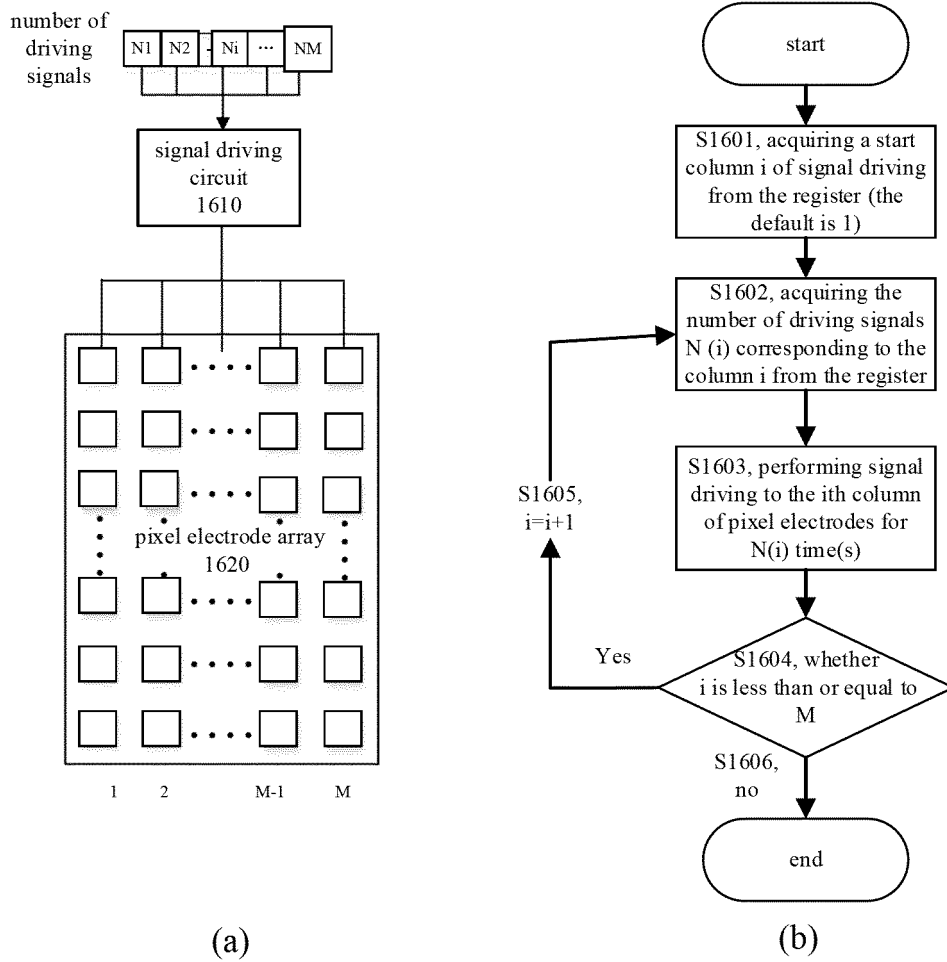 number of
driving
signals
N1 N2 Ni ... NM
signal driving
circuit
1610
pixel electrode array
1620
1 2 M-1 M
(a)
start
S1601, acquiring a start
column i of signal driving
from the register (the
default is 1)
S1602, acquiring the
number of driving signals
N (i) corresponding to the
column i from the register
S1603, performing signal
driving to the ith column
of pixel electrodes for
N(i) time(s)
S1605,
i=i+1
Yes
S1604, whether
i is less than or equal to
M
S1606,
no
end
(b)